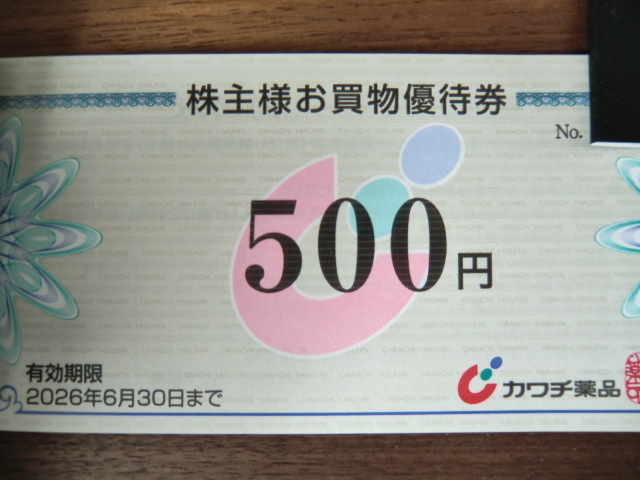 株主様お買物優待券
No.
500円
有効期限
2026年6月30日まで
カワチ薬品